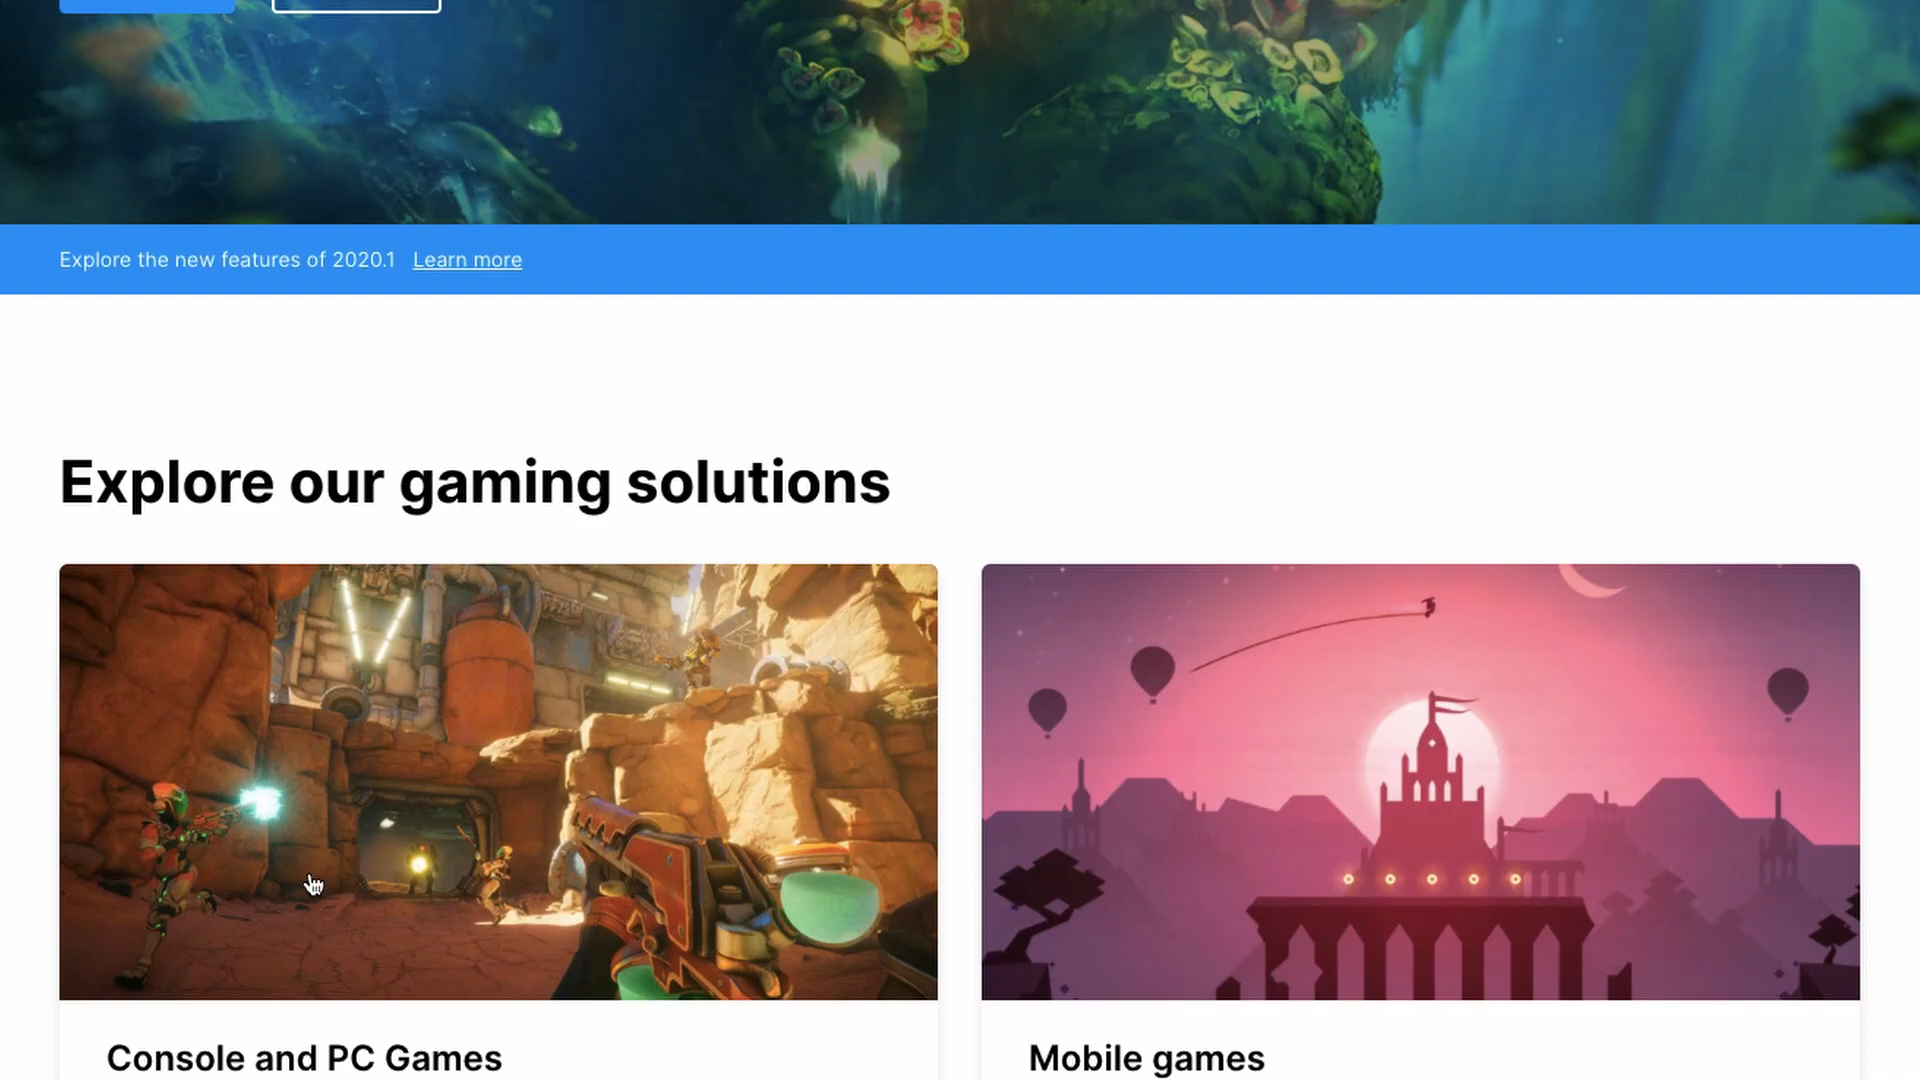 Explore the new features of 2020.1 Learn more
Explore our gaming solutions
Console and PC Games
Mobile games